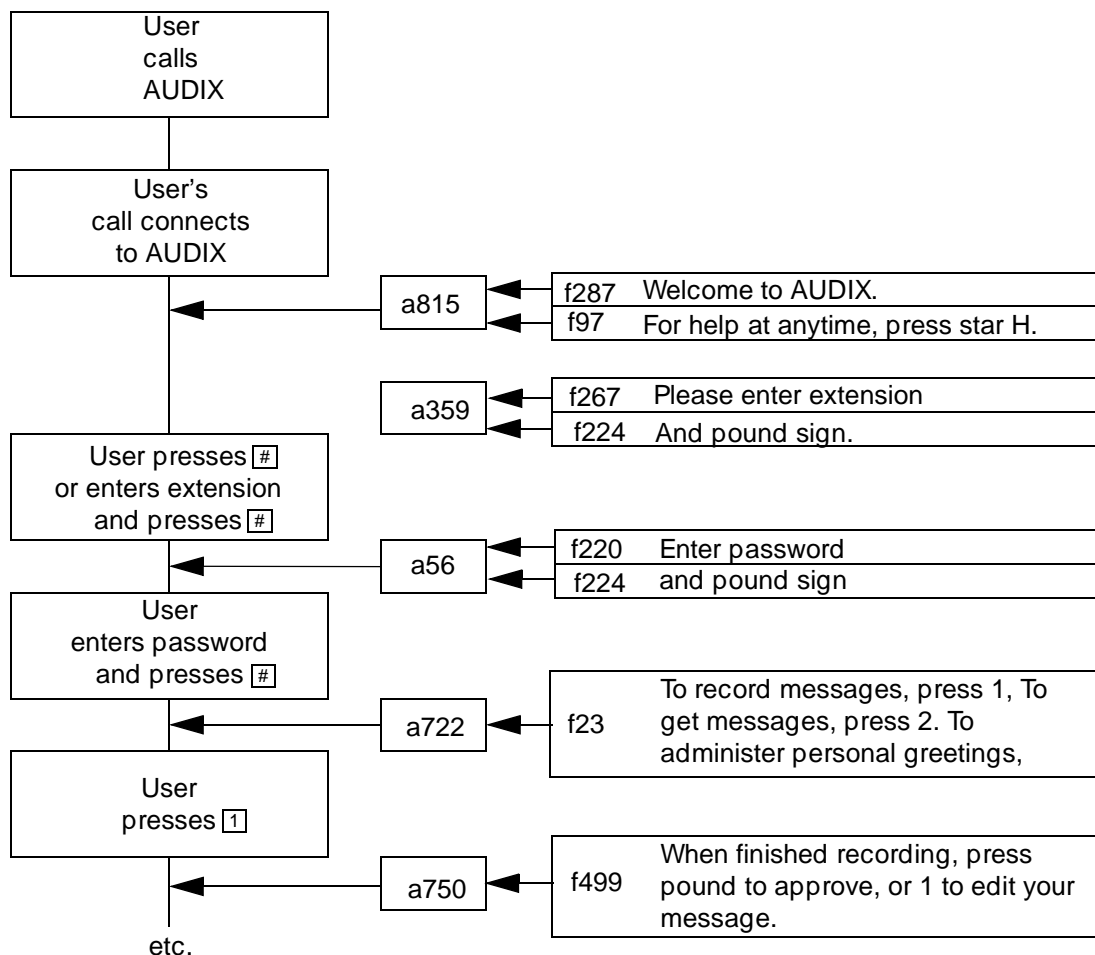 User
calls
AUDIX
User's
call connects
to AUDIX
a815
f287 Welcome to AUDIX.
f97 For help at anytime, press star H.
a359
f267 Please enter extension
f224 And pound sign.
User presses #
or enters extension
and presses #
a56
f220 Enter password
f224 and pound sign
User
enters password
and presses #
a722
f23
To record messages, press 1, To
get messages, press 2. To
administer personal greetings,
User
presses 1
a750
f499
When finished recording, press
pound to approve, or 1 to edit your
message.
etc.